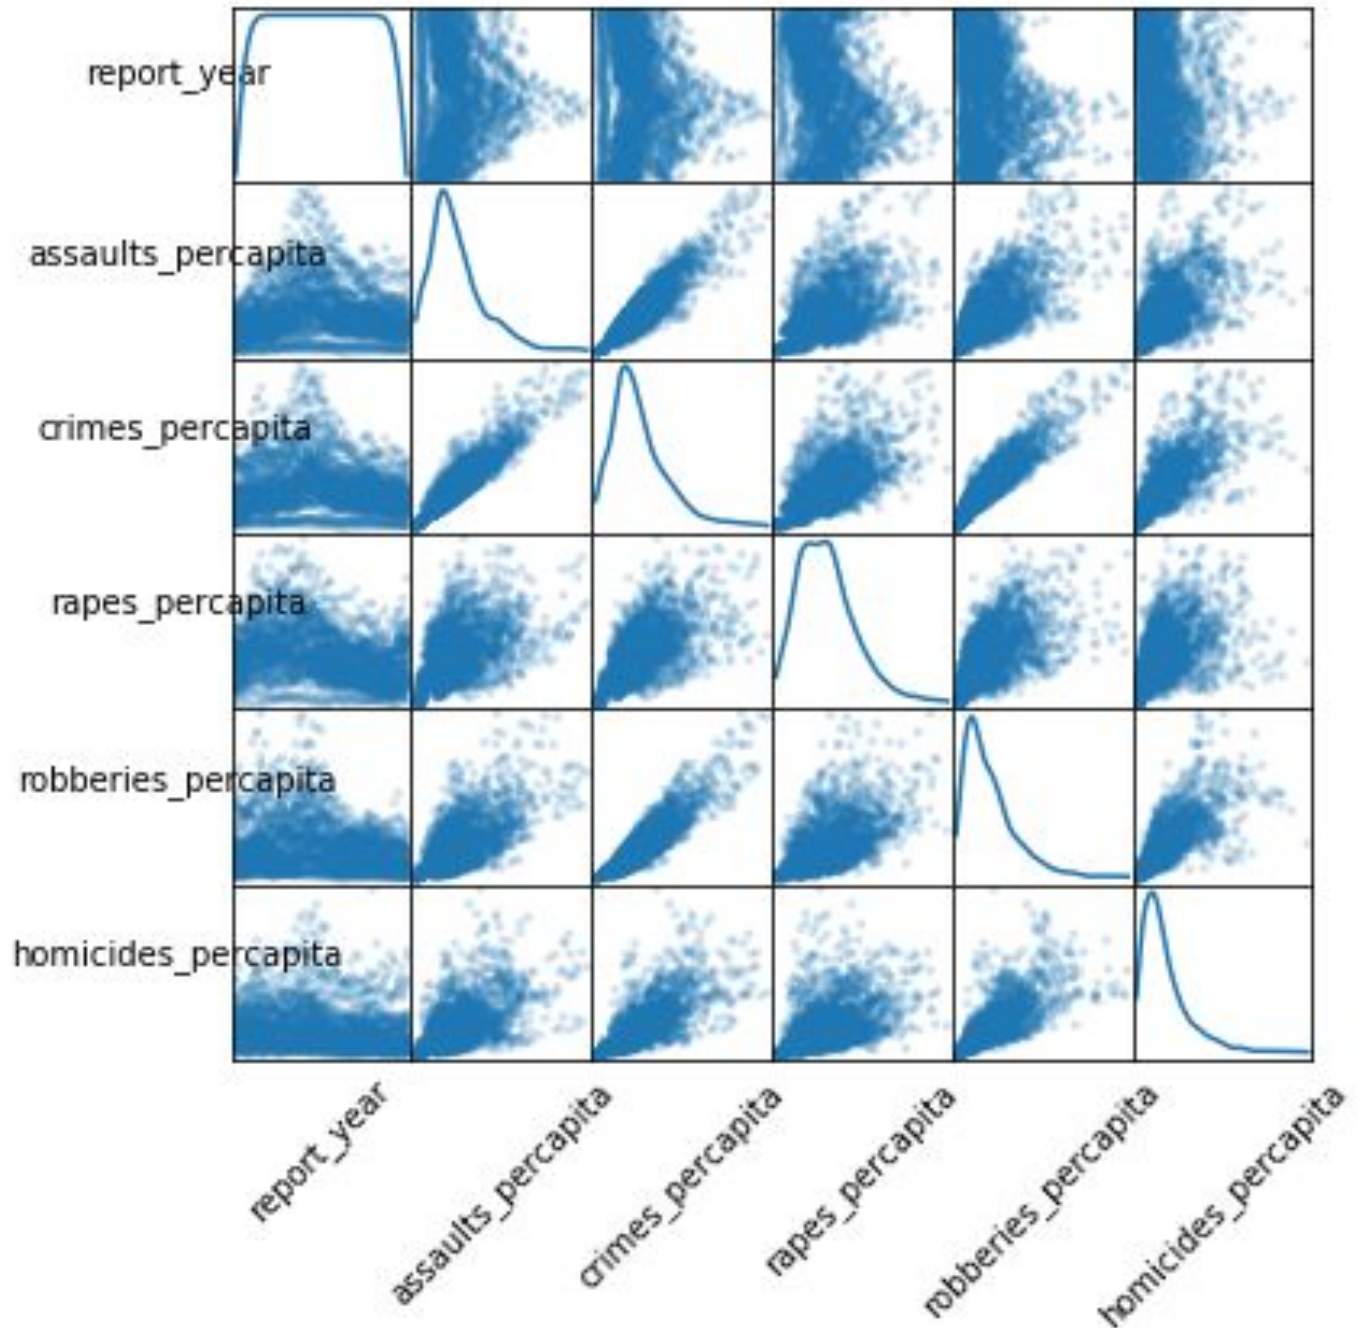 report_year
assaults_percapita
crimes_percapita
rapes_percapita
robberies_percapita
homicides_percapita
report_year
assaults_percapita
crimes_percapita
rapes_percapita
robberies_percapita
homicides_percapita